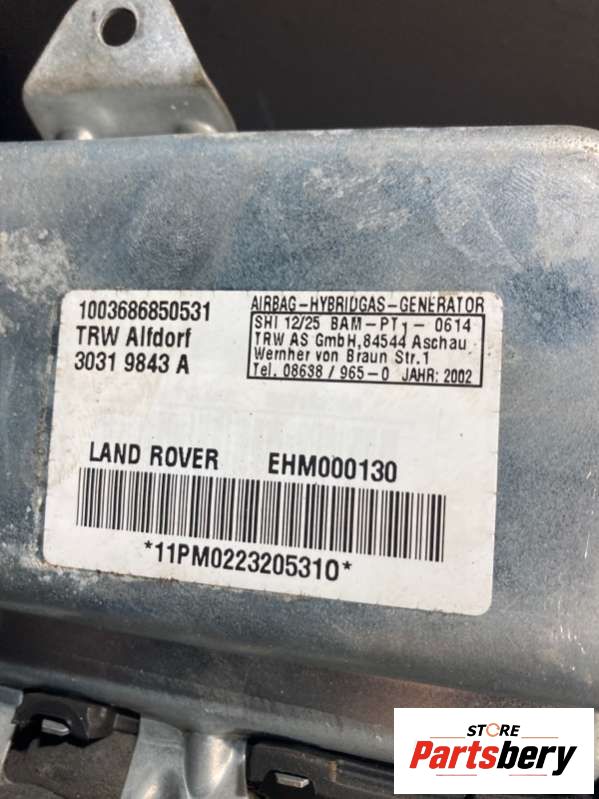 1003686850531
TRW Alfdorf
3031 9843 A
AIRBAG-HYBRIDGAS-GENERATOR
SHI 12/25 BAM-PT1-0614
TRW AS GmbH,84544 Aschau
Wernher von Braun Str.1
Tel. 08638 / 965-0 JAHR: 2002
LAND ROVER EHM000130
*11PM0223205310*
STORE
Partsbery